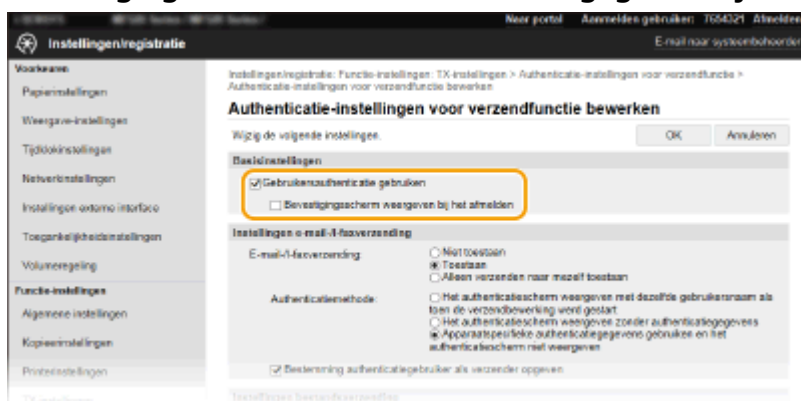 Naar portal Aanmelden gebruiker: 7654321 Afmelden
Instellingen/registratie
E-mail naar systeembeheerder
Voorkeuren
Papierinstellingen
Weergave-instellingen
Tijdklokinstellingen
Netwerkinstellingen
Instellingen externe interface
Toegankelijkheidsinstellingen
Volumeregeling
Functie-instellingen
Algemene instellingen
Kopieerinstellingen
Printerinstellingen
Instellingen/registratie: Functie-instellingen: TX-instellingen > Authenticatie-instellingen voor verzendfunctie >
Authenticatie-instellingen voor verzendfunctie bewerken
Authenticatie-instellingen voor verzendfunctie bewerken
Wijzig de volgende instellingen.
OK
Annuleren
Basisinstellingen
Gebruikersauthenticatie gebruiken
Bevestigingsscherm weergeven bij het afmelden
Instellingen e-mail-/I-faxverzending
E-mail-/I-faxverzending:
Niet toestaan
Toestaan
Alleen verzenden naar mezelf toestaan
Authenticatiemethode:
Het authenticatiescherm weergeven met dezelfde gebruikersnaam als
toen de verzendbewerking werd gestart
Het authenticatiescherm weergeven zonder authenticatiegegevens
Apparaatspecifieke authenticatiegegevens gebruiken en het
authenticatiescherm niet weergeven
Bestemming authenticatiegebruiker als verzender opgeven